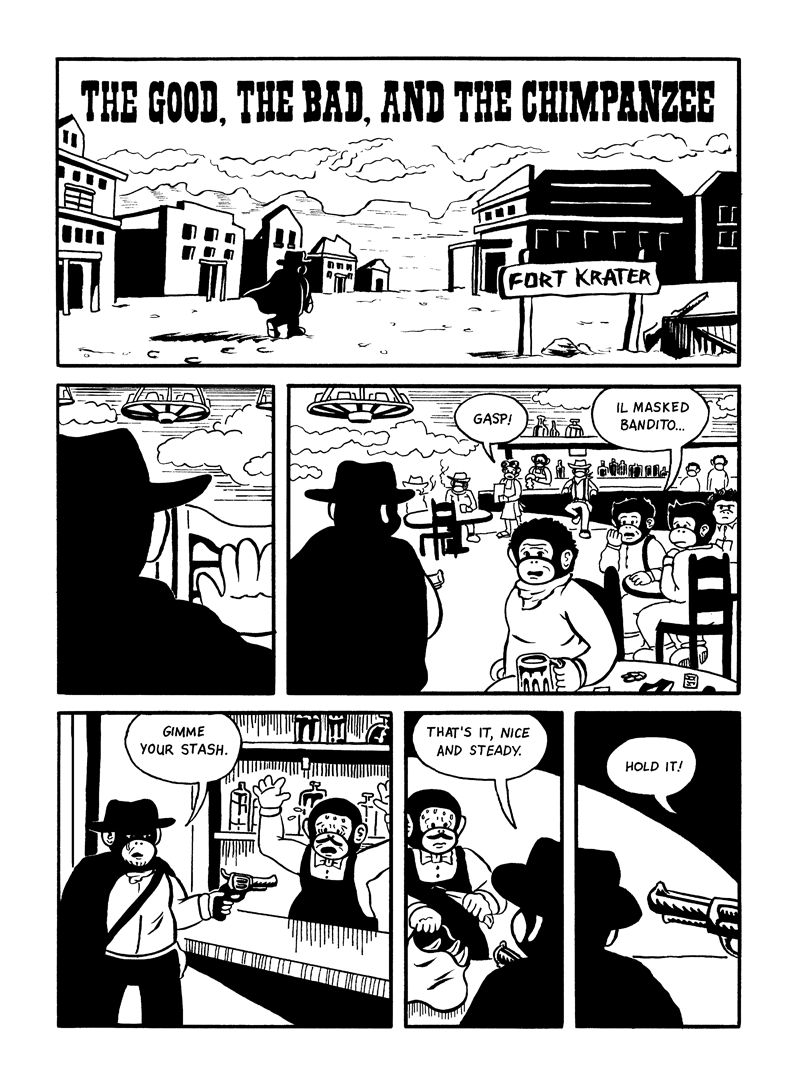 THE GOOD, THE BAD, AND THE CHIMPANZEE
FORT KRATER
GASP!
IL MASKED
BANDITO...
GIMME
YOUR STASH.
THAT'S IT, NICE
AND STEADY.
HOLD IT!